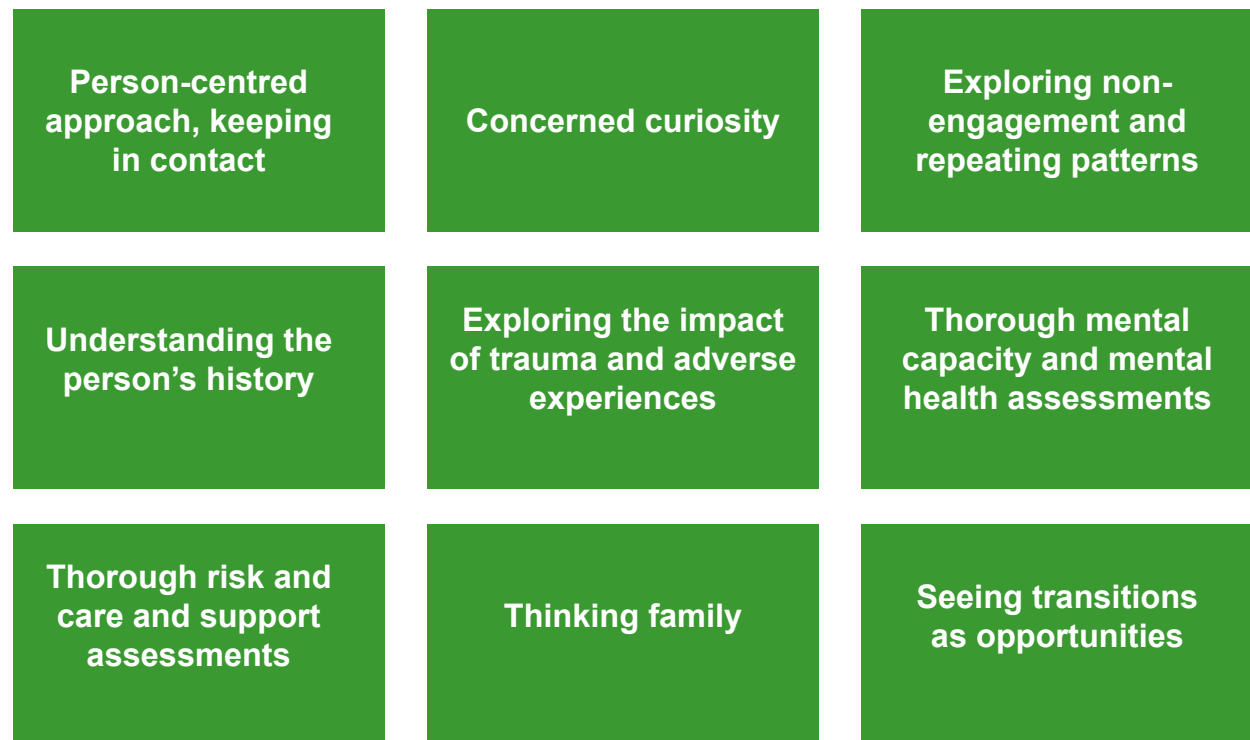 Person-centred
approach, keeping
in contact
Concerned curiosity
Exploring non-
engagement and
repeating patterns
Understanding the
person’s history
Exploring the impact
of trauma and adverse
experiences
Thorough mental
capacity and mental
health assessments
Thorough risk and
care and support
assessments
Thinking family
Seeing transitions
as opportunities